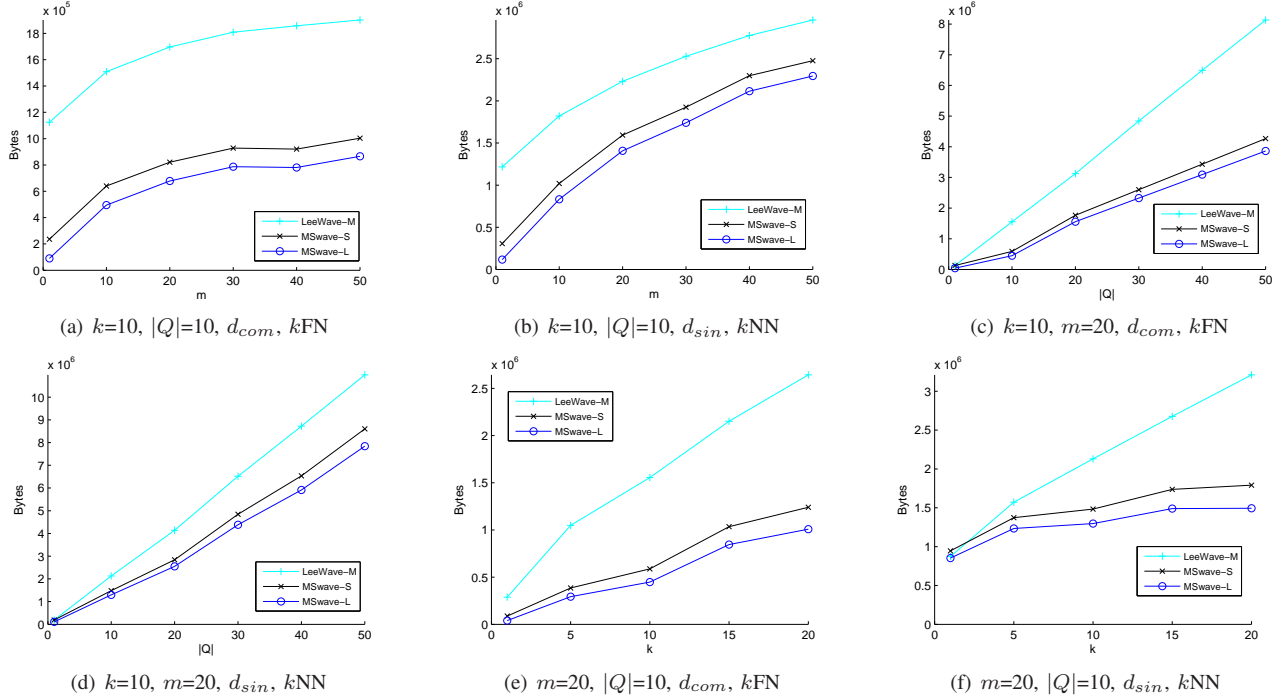 x 10^5
18
16
14
12
10
8
6
4
2
0
Bytes
0 10 20 30 40 50
m
LeeWave-M
MSwave-S
MSwave-L
(a) k=10, |Q|=10, d_com, kFN
x 10^6
2.5
2
1.5
1
0.5
0
Bytes
0 10 20 30 40 50
m
LeeWave-M
MSwave-S
MSwave-L
(b) k=10, |Q|=10, d_sin, kNN
x 10^6
8
7
6
5
4
3
2
1
0
Bytes
0 10 20 30 40 50
|Q|
LeeWave-M
MSwave-S
MSwave-L
(c) k=10, m=20, d_com, kFN
x 10^6
10
9
8
7
6
5
4
3
2
1
0
Bytes
0 10 20 30 40 50
|Q|
LeeWave-M
MSwave-S
MSwave-L
(d) k=10, m=20, d_sin, kNN
x 10^6
2.5
2
1.5
1
0.5
0
Bytes
0 5 10 15 20
k
LeeWave-M
MSwave-S
MSwave-L
(e) m=20, |Q|=10, d_com, kFN
x 10^6
3
2.5
2
1.5
1
0.5
0
Bytes
0 5 10 15 20
k
LeeWave-M
MSwave-S
MSwave-L
(f) m=20, |Q|=10, d_sin, kNN